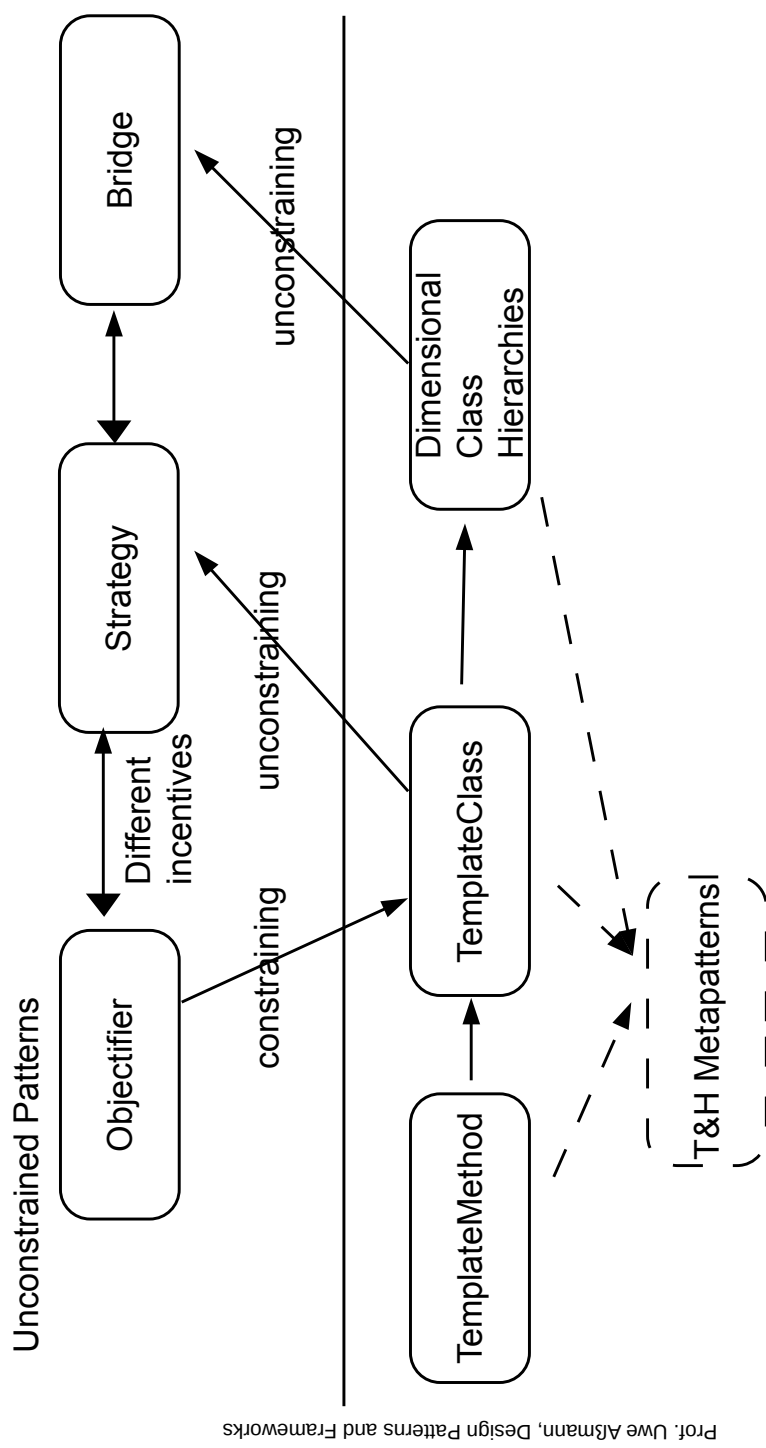 Unconstrained Patterns
Objectifier
Different
incentives
Strategy
Bridge
constraining
unconstraining
unconstraining
TemplateMethod
TemplateClass
Dimensional
Class
Hierarchies
T&H Metapatterns
Prof. Uwe Aßmann, Design Patterns and Frameworks